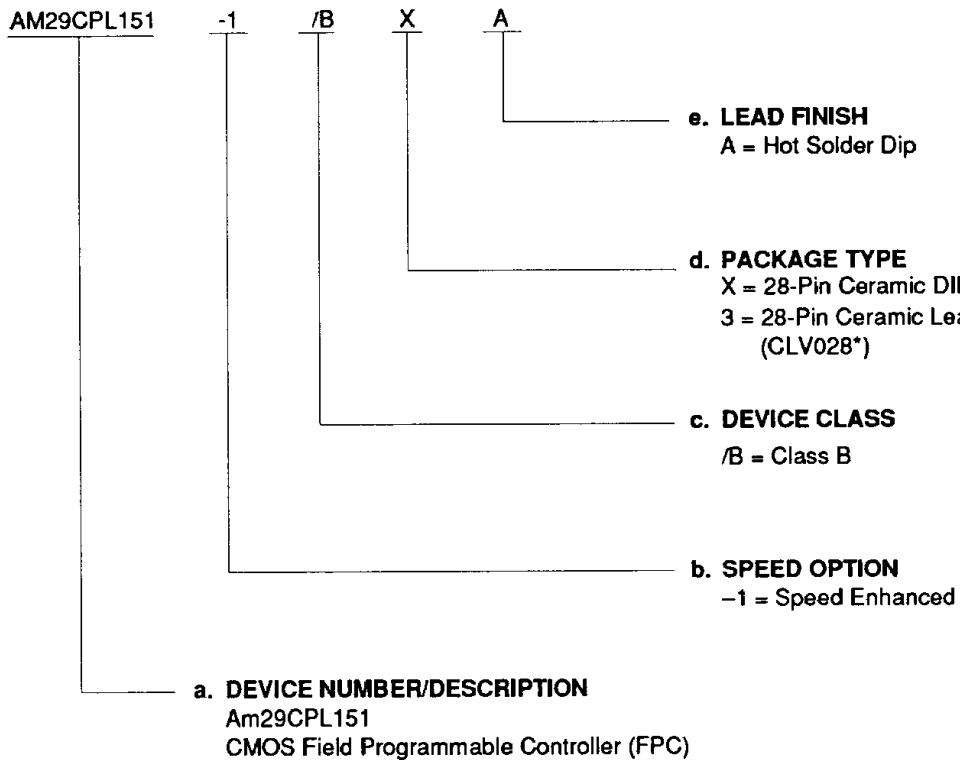 AM29CPL151 -1 /B X A
e. LEAD FINISH
A = Hot Solder Dip
d. PACKAGE TYPE
X = 28-Pin Ceramic
3 = 28-Pin Ceramic
(CLV028*)
c. DEVICE CLASS
/B = Class B
b. SPEED OPTION
–1 = Speed Enhanced
a. DEVICE NUMBER/DESCRIPTION
Am29CPL151
CMOS Field Programmable Controller (FPC)